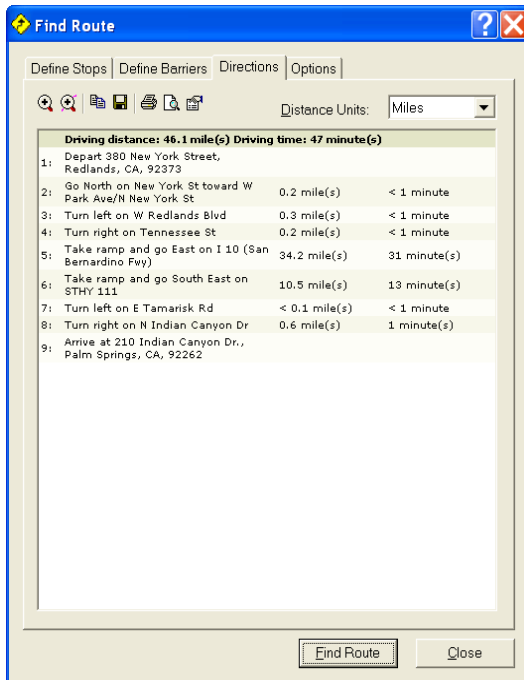 Find Route
Define Stops Define Barriers Directions Options
Distance Units: Miles
Driving distance: 46.1 mile(s) Driving time: 47 minute(s)
1: Depart 380 New York Street,
Redlands, CA, 92373
2: Go North on New York St toward W
Park Ave/N New York St 0.2 mile(s) < 1 minute
3: Turn left on W Redlands Blvd 0.3 mile(s) < 1 minute
4: Turn right on Tennessee St 0.2 mile(s) < 1 minute
5: Take ramp and go East on I 10 (San
Bernardino Fwy) 34.2 mile(s) 31 minute(s)
6: Take ramp and go South East on
STHY 111 10.5 mile(s) 13 minute(s)
7: Turn left on E Tamarisk Rd < 0.1 mile(s) < 1 minute
8: Turn right on N Indian Canyon Dr 0.6 mile(s) 1 minute(s)
9: Arrive at 210 Indian Canyon Dr.,
Palm Springs, CA, 92262
Find Route Close